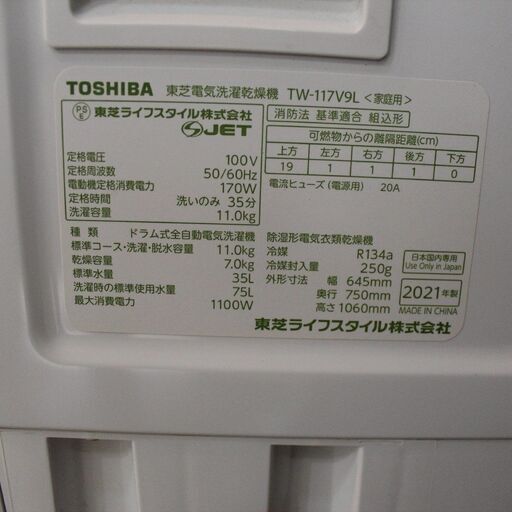 TOSHIBA 東芝電気洗濯乾燥機 TW-117V9L <家庭用>
PS
E
東芝ライフスタイル株式会社
JET
定格電圧 100V
定格周波数 50/60Hz
電動機定格消費電力 170W
定格時間 洗いのみ 35分
洗濯容量 11.0kg
消防法 基準適合 組込形
可燃物からの離隔距離(cm)
上方 左方 右方 前方 下方
19 1 1 1 0
電流ヒューズ(電源用) 20A
種類 ドラム式全自動電気洗濯機
標準コース・洗濯・脱水容量 11.0kg
乾燥容量 7.0kg
標準水量 35L
洗濯時の標準使用水量 75L
最大消費電力 1100W
除湿形電気衣類乾燥機
冷媒 R134a
冷媒封入量 250g
外形寸法 幅 645mm
奥行 750mm
高さ 1060mm
日本国内専用
Use Only in Japan
2021年製
MADE IN CHINA
東芝ライフスタイル株式会社